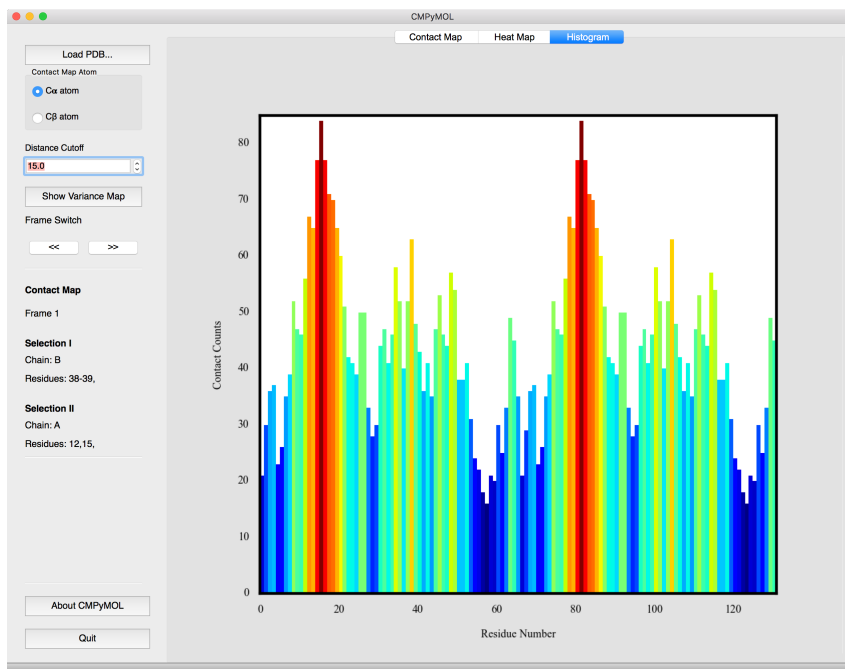 CMPyMOL
Contact Map
Heat Map
Histogram
Load PDB...
Contact Map Atom
Cα atom
Cβ atom
Distance Cutoff
15.0
Show Variance Map
Frame Switch
<<
>>
Contact Map
Frame 1
Selection I
Chain: B
Residues: 38-39,
Selection II
Chain: A
Residues: 12,15,
About CMPyMOL
Quit
Contact Counts
80
70
60
50
40
30
20
10
0
0 20 40 60 80 100 120
Residue Number